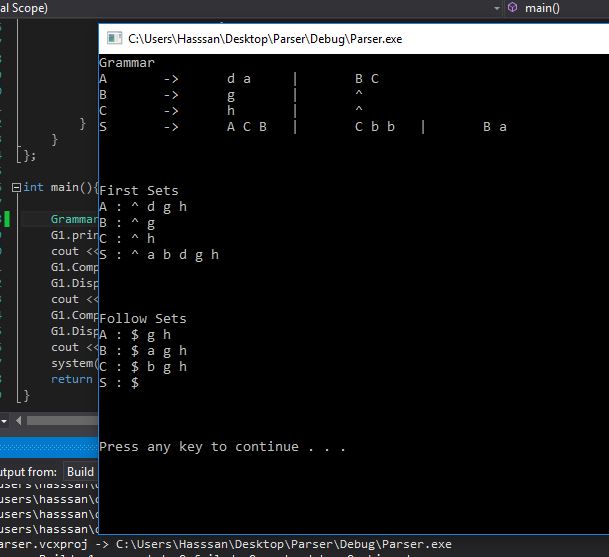 al Scope)
main()
C:\Users\Hasssan\Desktop\Parser\Debug\Parser.exe
Grammar
A -> d a | B C
B -> g | ^
C -> h | ^
S -> A C B | C b b | B a
}
}
};
First Sets
int main(){
A : ^ d g h
B : ^ g
Grammar
C : ^ h
G1.prin
S : ^ a b d g h
cout <<
G1.Comp
G1.Disp
cout <<
Follow Sets
G1.Comp
A : $ g h
G1.Disp
B : $ a g h
cout <<
C : $ b g h
system(
S : $
return
}
Press any key to continue . . .
utput from: Build
users\hasssan\
users\hasssan\
users\hasssan\
arser.vcxproj -> C:\Users\Hasssan\Desktop\Parser\Debug\Parser.exe